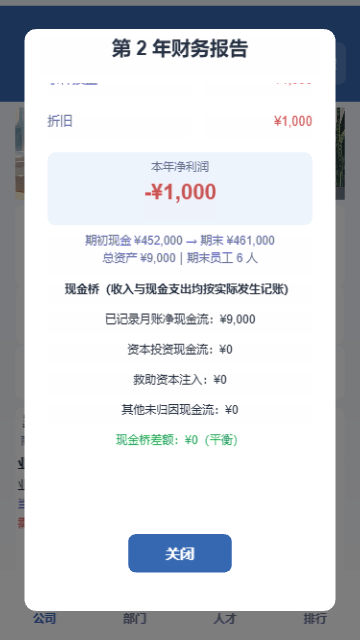 第 2 年财务报告
折旧
¥1,000
本年净利润
-¥1,000
期初现金 ¥452,000 → 期末 ¥461,000
总资产 ¥9,000 | 期末员工 6 人
现金桥（收入与现金支出均按实际发生记账）
已记录月账净现金流：¥9,000
资本投资现金流：¥0
救助资本注入：¥0
其他未归因现金流：¥0
现金桥差额：¥0（平衡）
关闭
公司
部门
人才
排行